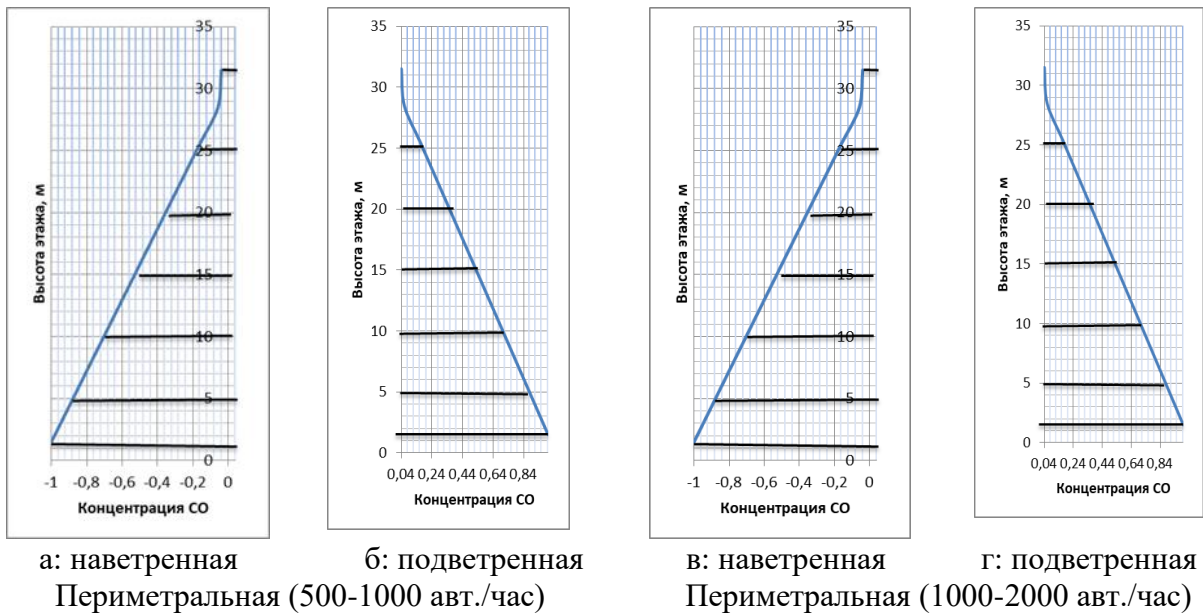 35
30
25
20
15
10
5
0
Высота этажа, м
-1 -0,8 -0,6 -0,4 -0,2 0
Концентрация СО
35
30
25
20
15
10
5
0
Высота этажа, м
0,04 0,24 0,44 0,64 0,84
Концентрация СО
35
30
25
20
15
10
5
0
Высота этажа, м
-1 -0,8 -0,6 -0,4 -0,2 0
Концентрация СО
35
30
25
20
15
10
5
0
Высота этажа, м
0,04 0,24 0,44 0,64 0,84
Концентрация СО
а: наветренная б: подветренная в: наветренная г: подветренная
Периметральная (500-1000 авт./час) Периметральная (1000-2000 авт./час)